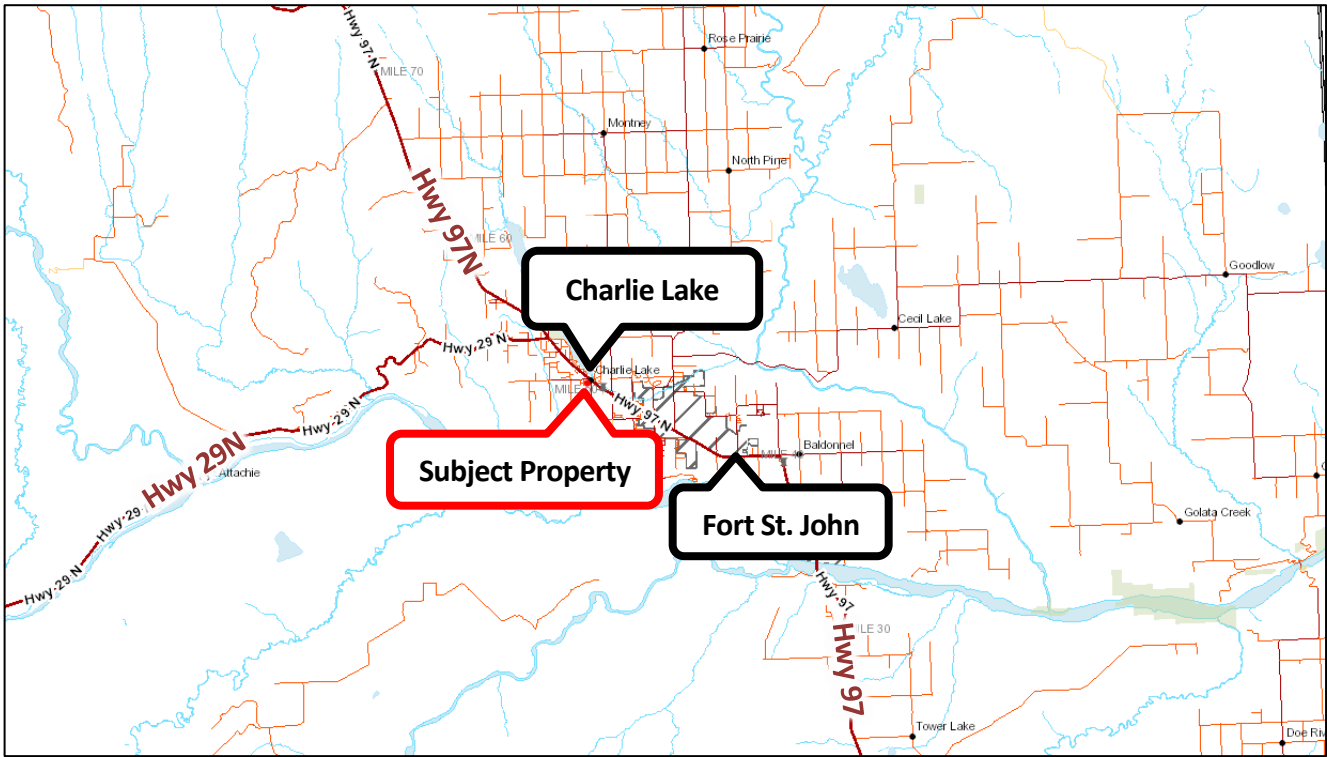 Hwy 97 N
Rose Prairie
MILE 70
Montney
North Pine
Hwy 97N
MILE 60
Charlie Lake
Goodlow
Cecil Lake
Hwy 29 N
Charlie Lake
MILE
Hwy 97 N
Subject Property
Baldonnel
MILE
Hwy 29 N
Hwy 29N
Attachie
Fort St. John
Golata Creek
Hwy 29
Hwy 29 N
Hwy 97
ILE 30
Hwy 97
Tower Lake
Doe Riv